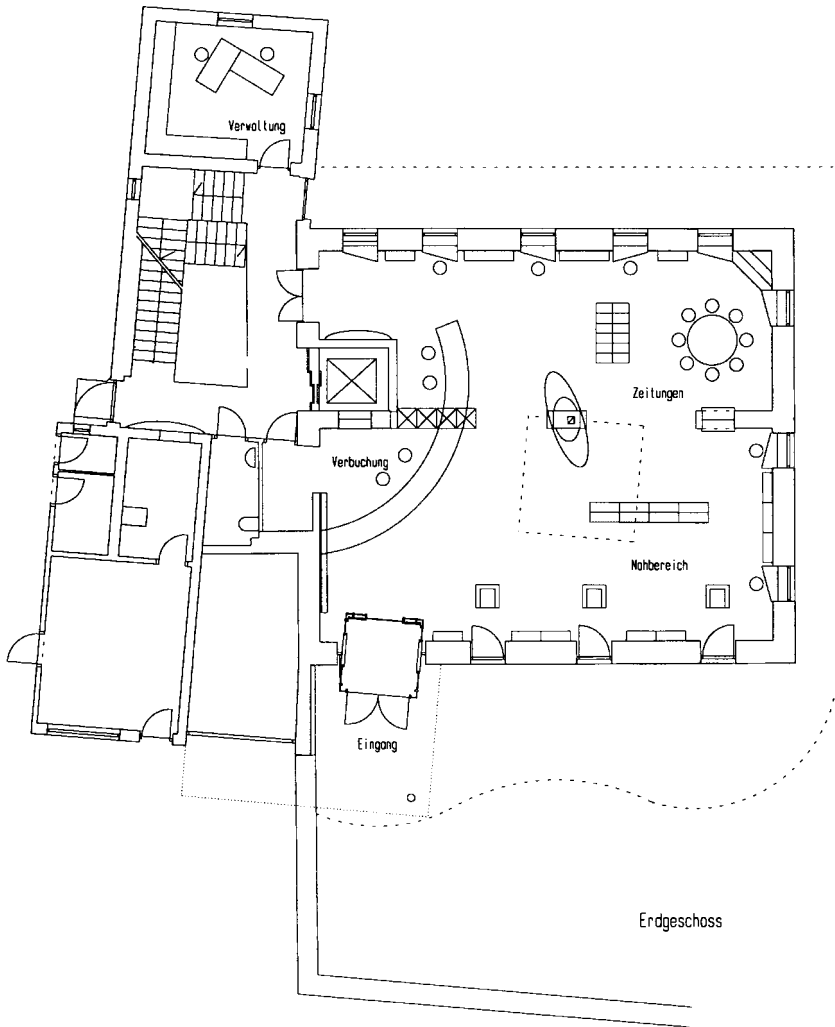 Verwaltung
Zeitungen
Verbuchung
Nahbereich
Eingang
Erdgeschoss